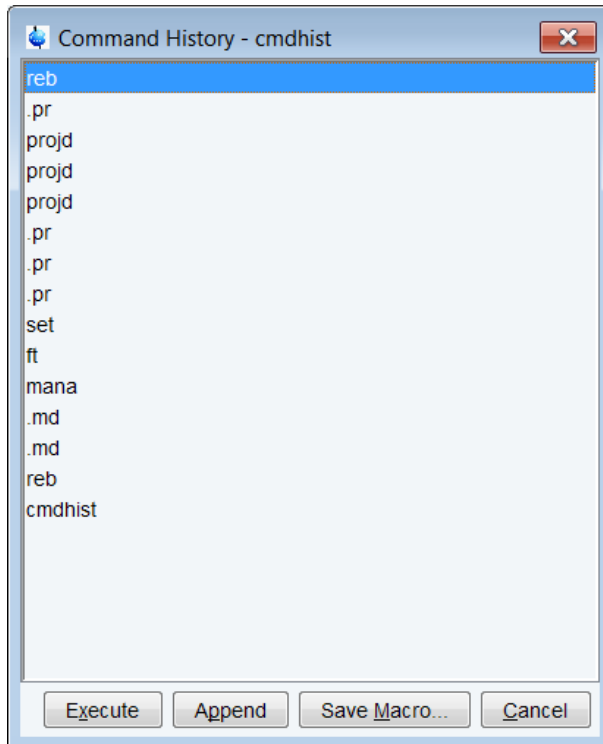 Command History - cmdhist
reb
.pr
projd
projd
projd
.pr
.pr
.pr
set
ft
mana
.md
.md
reb
cmdhist
Execute Append Save Macro... Cancel